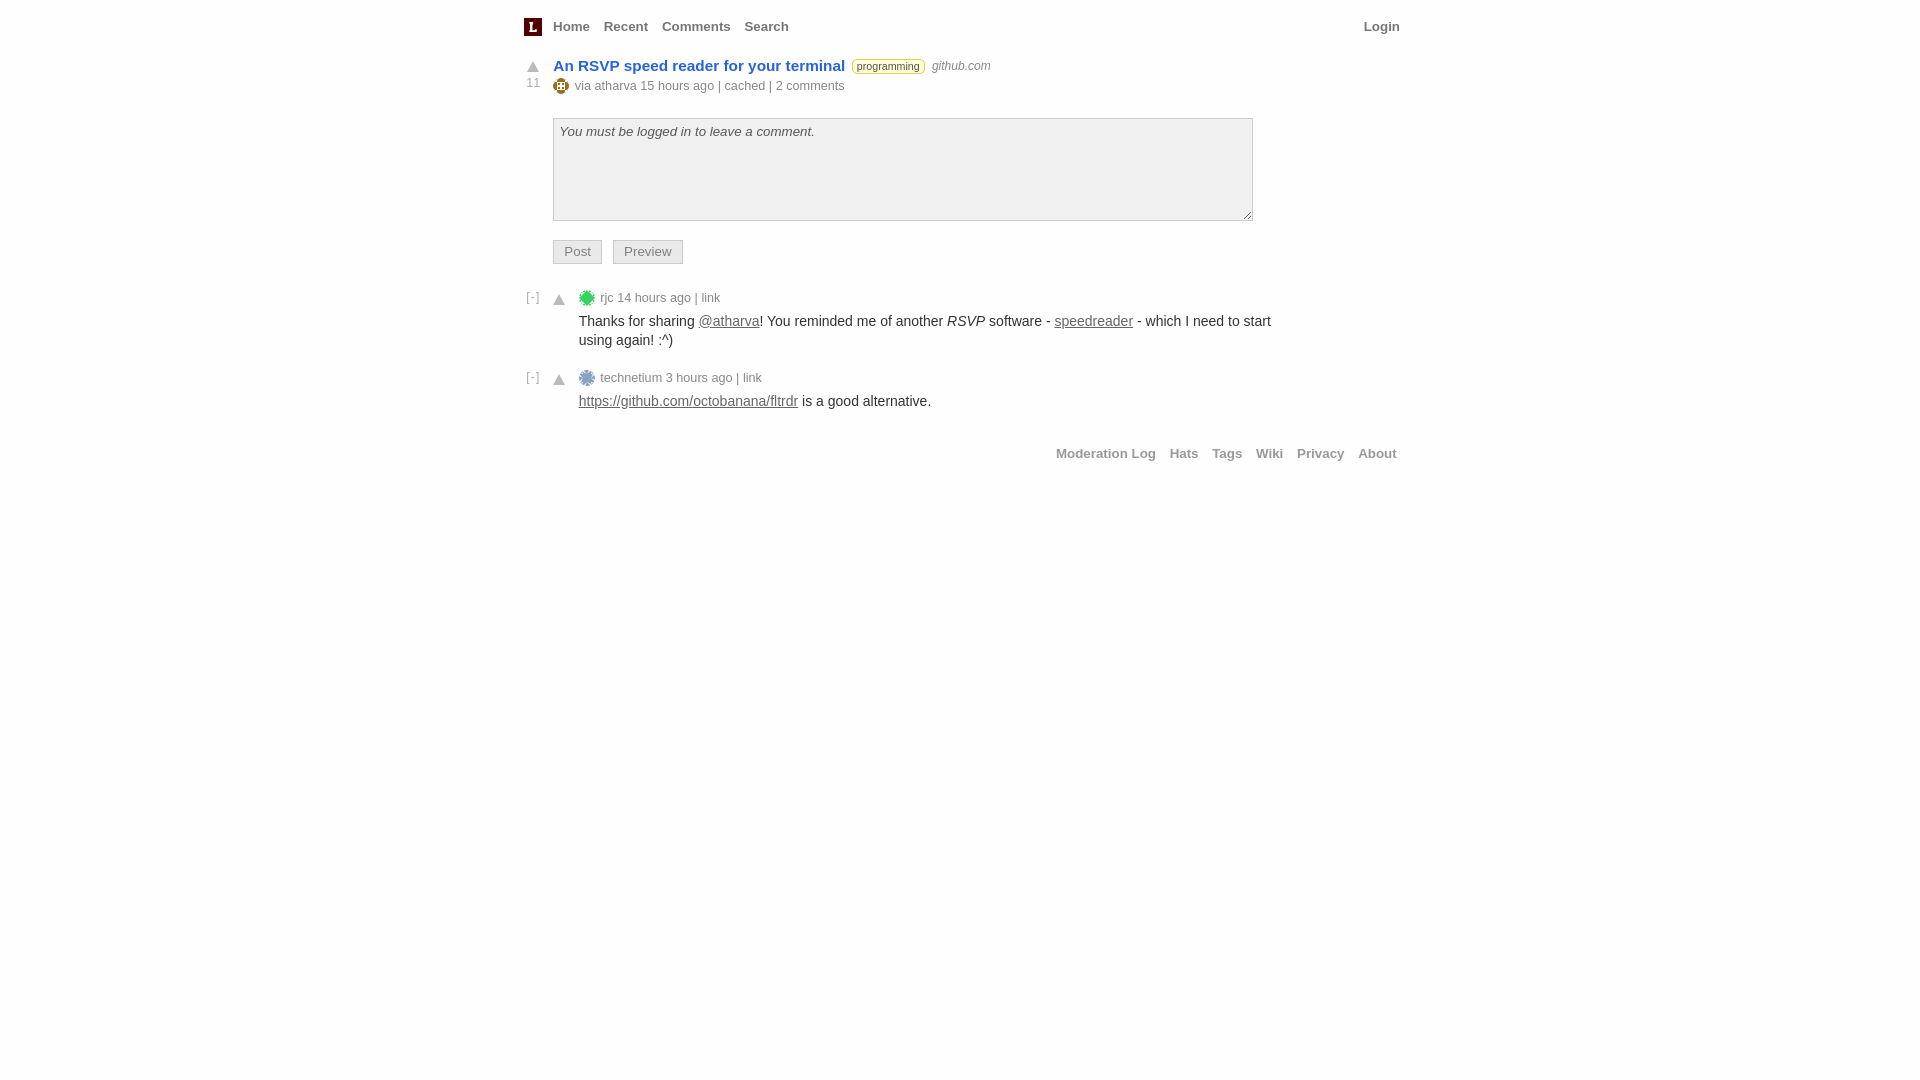 L Home Recent Comments Search Login
An RSVP speed reader for your terminal programming github.com
11 via atharva 15 hours ago | cached | 2 comments
You must be logged in to leave a comment.
Post Preview
[-] rjc 14 hours ago | link
Thanks for sharing @atharva! You reminded me of another RSVP software - speedreader - which I need to start
using again! :^)
[-] technetium 3 hours ago | link
https://github.com/octobanana/fltrdr is a good alternative.
Moderation Log Hats Tags Wiki Privacy About